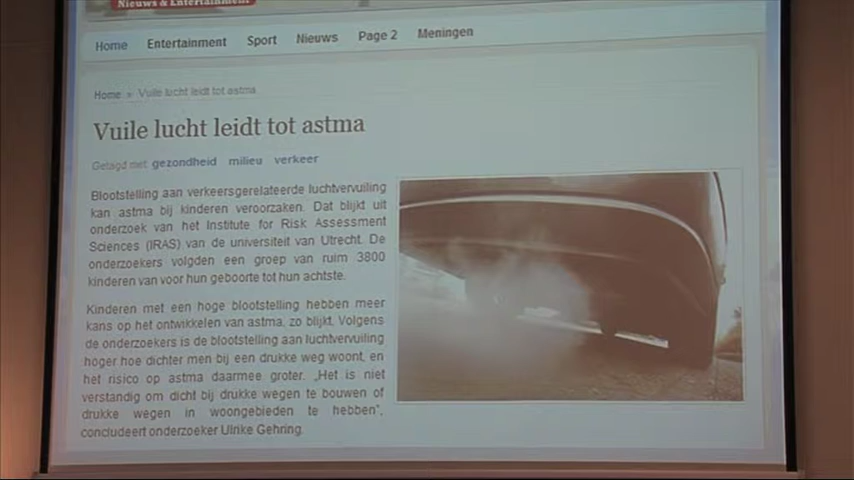 Nieuws & Entertainment
Home Entertainment Sport Nieuws Page 2 Meningen
Home » Vuile lucht leidt tot astma
Vuile lucht leidt tot astma
Getagd met gezondheid milieu verkeer
Blootstelling aan verkeersgerelateerde luchtvervuiling
kan astma bij kinderen veroorzaken. Dat blijkt uit
onderzoek van het Institute for Risk Assessment
Sciences (IRAS) van de universiteit van Utrecht. De
onderzoekers volgden een groep van ruim 3800
kinderen van voor hun geboorte tot hun achtste.
Kinderen met een hoge blootstelling hebben meer
kans op het ontwikkelen van astma, zo blijkt. Volgens
de onderzoekers is de blootstelling aan luchtvervuiling
hoger hoe dichter men bij een drukke weg woont, en
het risico op astma daarmee groter. „Het is niet
verstandig om dicht bij drukke wegen te bouwen of
drukke wegen in woongebieden te hebben”,
concludeert onderzoeker Ulrike Gehring.